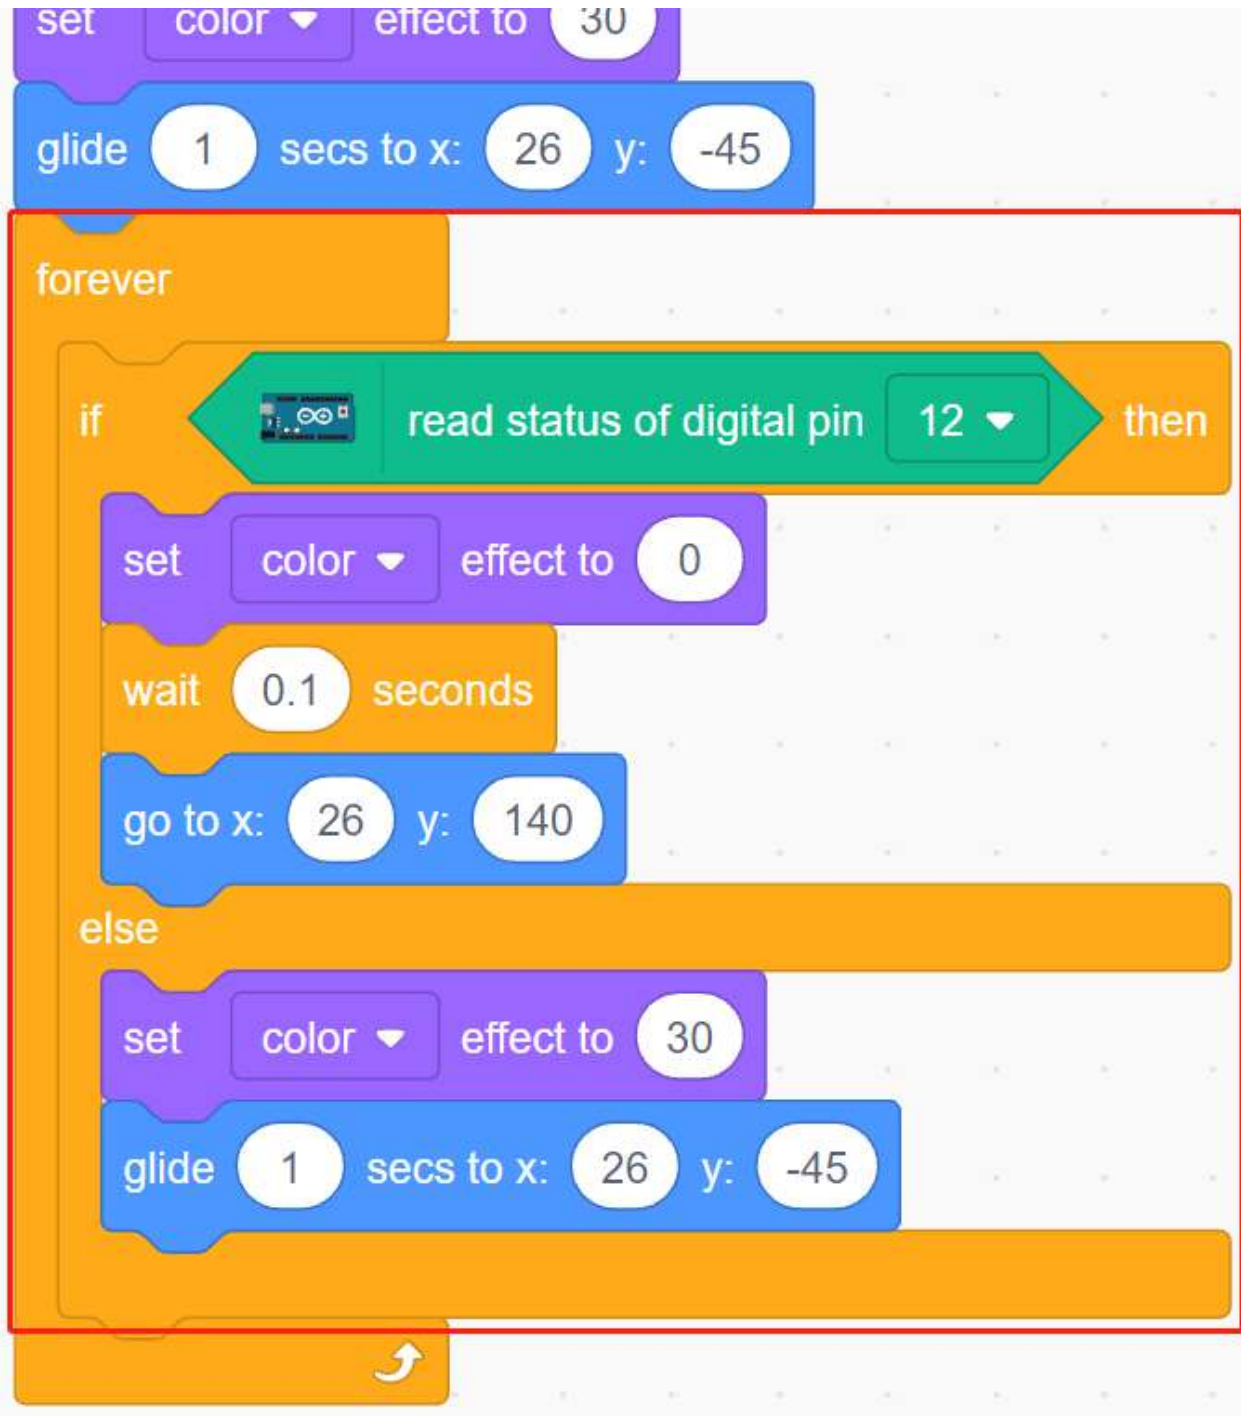 set color effect to 30
glide 1 secs to x: 26 y: -45
forever
if read status of digital pin 12 then
set color effect to 0
wait 0.1 seconds
go to x: 26 y: 140
else
set color effect to 30
glide 1 secs to x: 26 y: -45